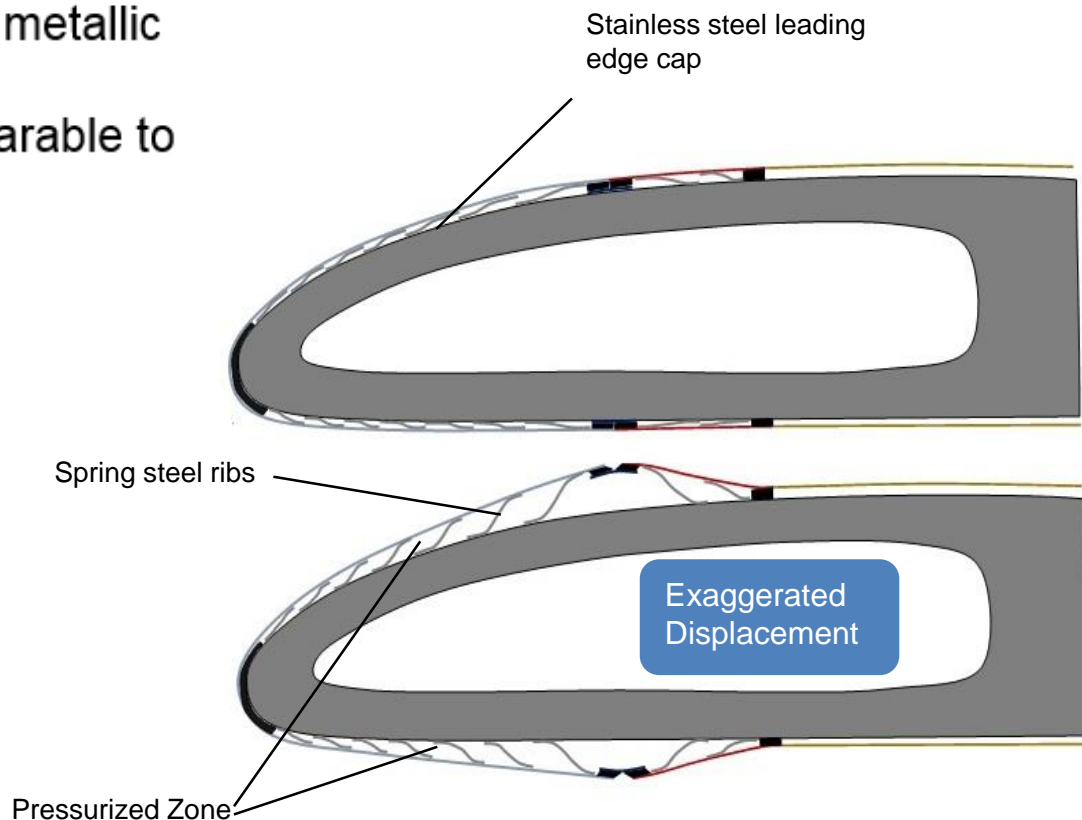 metallic
arable to
Stainless steel leading
edge cap
Spring steel ribs
Exaggerated
Displacement
Pressurized Zone